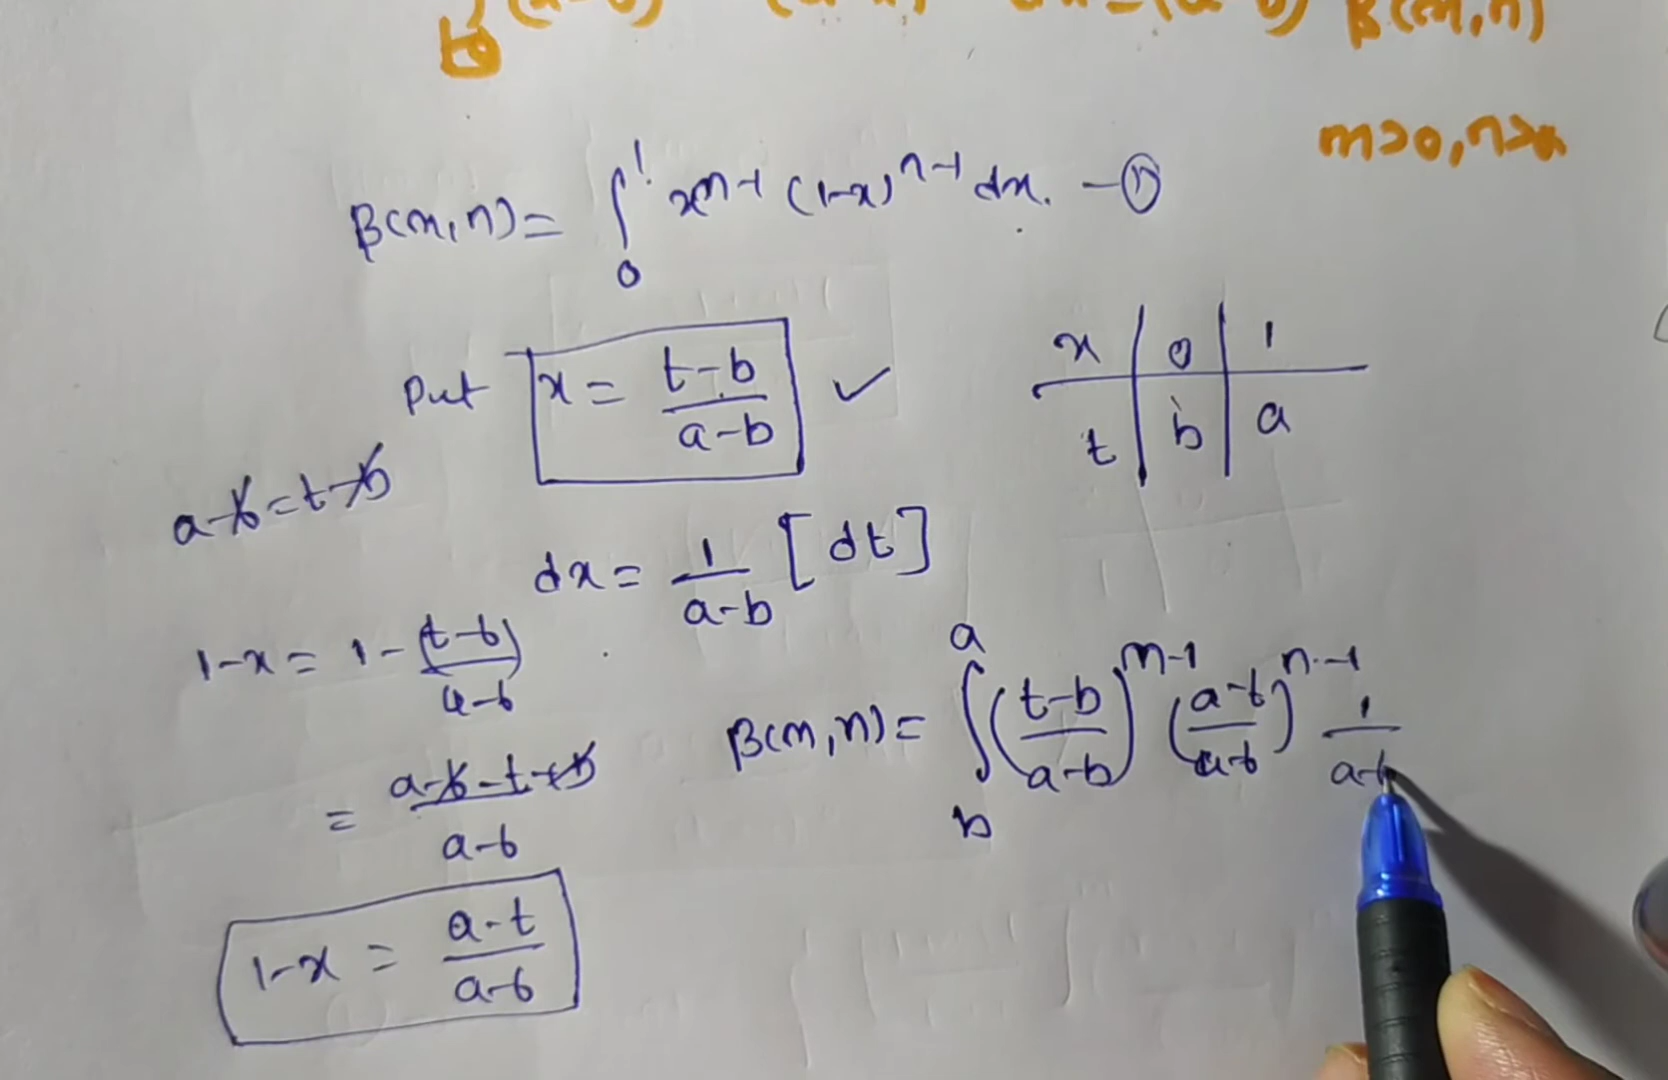 β(m,n)
m>0, n>0
β(m,n) = ∫₀¹ x^(m-1) (1-x)^(n-1) dx. — ①
Put x = (t-b)/(a-b) ✓
x | 0 | 1
t | b | a
a-b = t-b
dx = 1/(a-b) [dt]
1-x = 1 - (t-b)/(a-b)
β(m,n) = ∫_b^a ((t-b)/(a-b))^(m-1) ((a-t)/(a-b))^(n-1) 1/(a-b)
= (a-b-t+b)/(a-b)
1-x = (a-t)/(a-b)